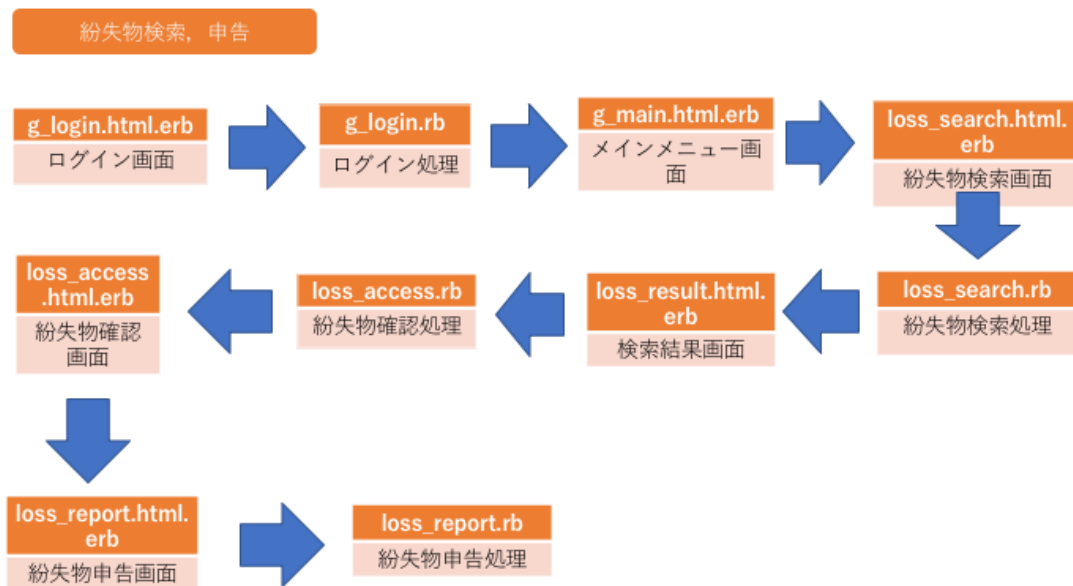 紛失物検索，申告
g_login.html.erb
ログイン画面
g_login.rb
ログイン処理
g_main.html.erb
メインメニュー画
面
loss_search.html.
erb
紛失物検索画面
loss_search.rb
紛失物検索処理
loss_result.html.
erb
検索結果画面
loss_access.rb
紛失物確認処理
loss_access
.html.erb
紛失物確認
画面
loss_report.html.
erb
紛失物申告画面
loss_report.rb
紛失物申告処理